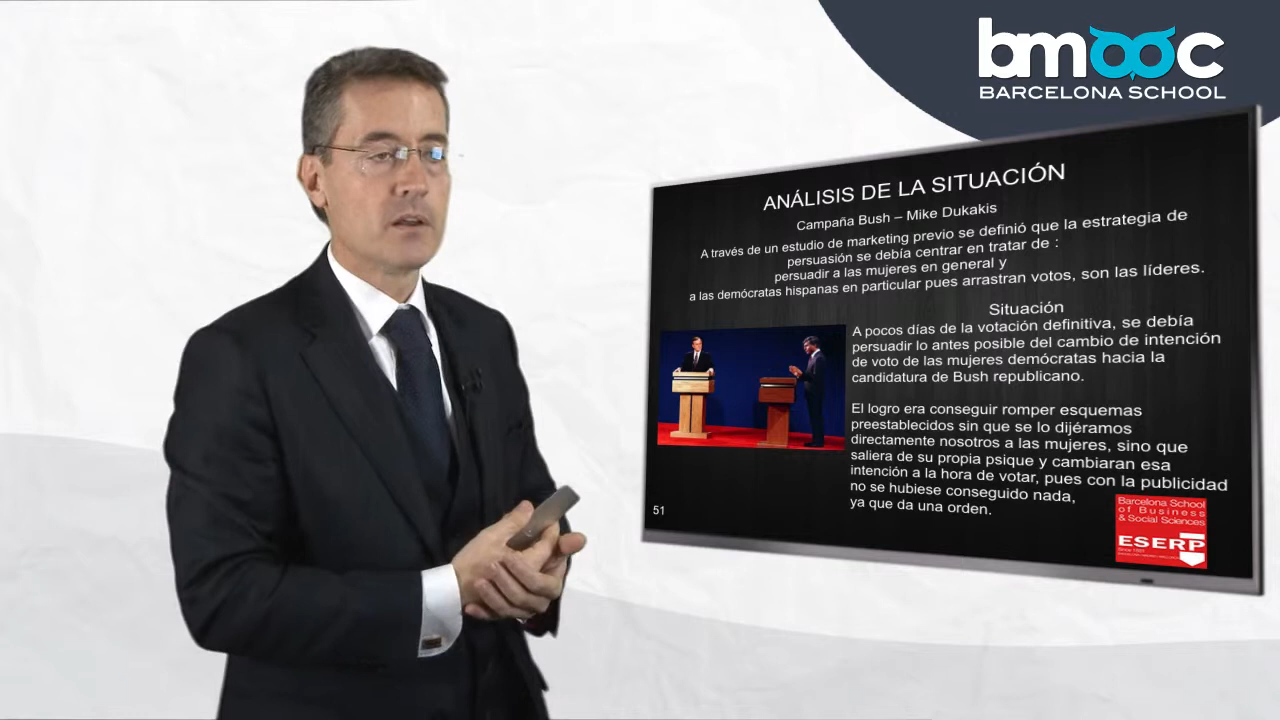 bmooc
BARCELONA SCHOOL
ANÁLISIS DE LA SITUACIÓN
Campaña Bush – Mike Dukakis
A través de un estudio de marketing previo se definió que la estrategia de
persuasión se debía centrar en tratar de :
persuadir a las mujeres en general y
a las demócratas hispanas en particular pues arrastran votos, son las líderes.
Situación
A pocos días de la votación definitiva, se debía
persuadir lo antes posible del cambio de intención
de voto de las mujeres demócratas hacia la
candidatura de Bush republicano.
El logro era conseguir romper esquemas
preestablecidos sin que se lo dijéramos
directamente nosotros a las mujeres, sino que
saliera de su propia psique y cambiaran esa
intención a la hora de votar, pues con la publicidad
no se hubiese conseguido nada,
ya que da una orden.
51
Barcelona School
of Business
& Social Sciences
ESERP